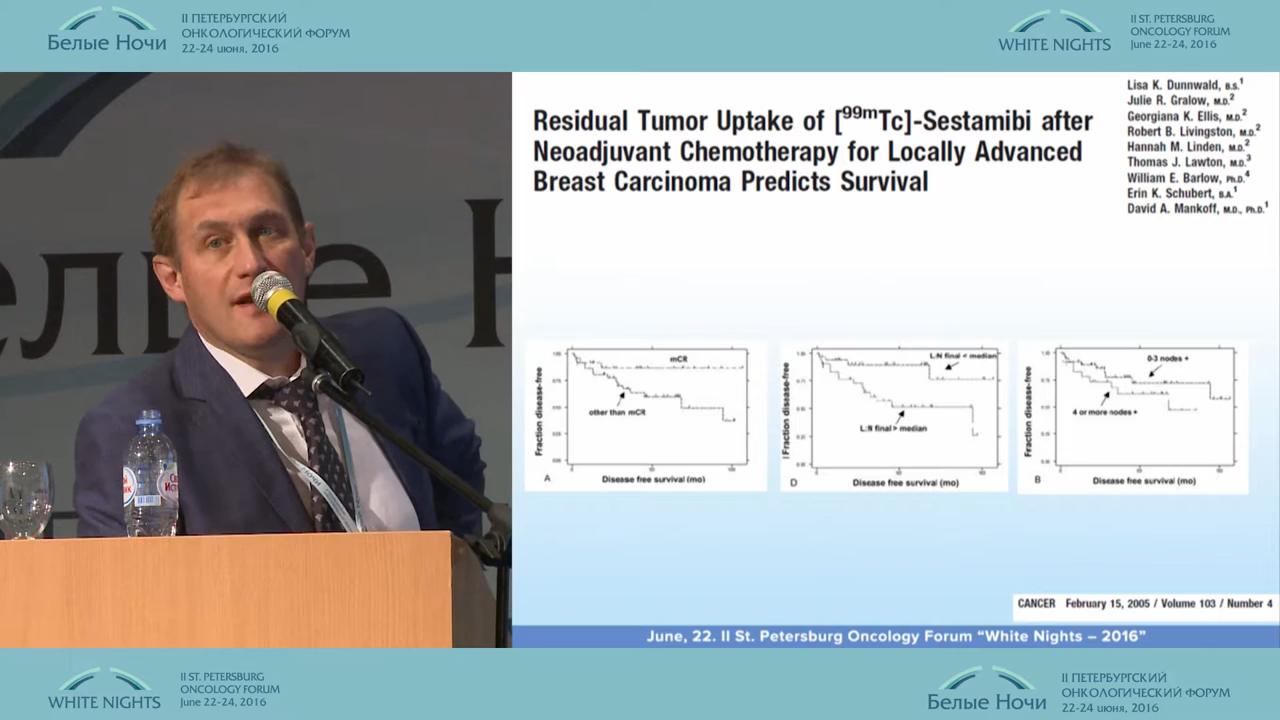 Белые Ночи
II ПЕТЕРБУРГСКИЙ
ОНКОЛОГИЧЕСКИЙ ФОРУМ
22-24 июня, 2016
WHITE NIGHTS
II ST. PETERSBURG
ONCOLOGY FORUM
June 22-24, 2016
Residual Tumor Uptake of [99mTc]-Sestamibi after
Neoadjuvant Chemotherapy for Locally Advanced
Breast Carcinoma Predicts Survival
Lisa K. Dunnwald, B.S.1
Julie R. Gralow, M.D.2
Georgiana K. Ellis, M.D.2
Robert B. Livingston, M.D.2
Hannah M. Linden, M.D.2
Thomas J. Lawton, M.D.3
William E. Barlow, Ph.D.4
Erin K. Schubert, B.A.1
David A. Mankoff, M.D., Ph.D.1
Fraction disease-free
mCR
other than mCR
A
Disease free survival (mo)
Fraction disease-free
L:N final < median
L:N final > median
D
Disease free survival (mo)
Fraction disease-free
0-3 nodes +
4 or more nodes +
B
Disease free survival (mo)
CANCER February 15, 2005 / Volume 103 / Number 4
June, 22. II St. Petersburg Oncology Forum “White Nights – 2016”
WHITE NIGHTS
II ST. PETERSBURG
ONCOLOGY FORUM
June 22-24, 2016
Белые Ночи
II ПЕТЕРБУРГСКИЙ
ОНКОЛОГИЧЕСКИЙ ФОРУМ
22-24 июня, 2016